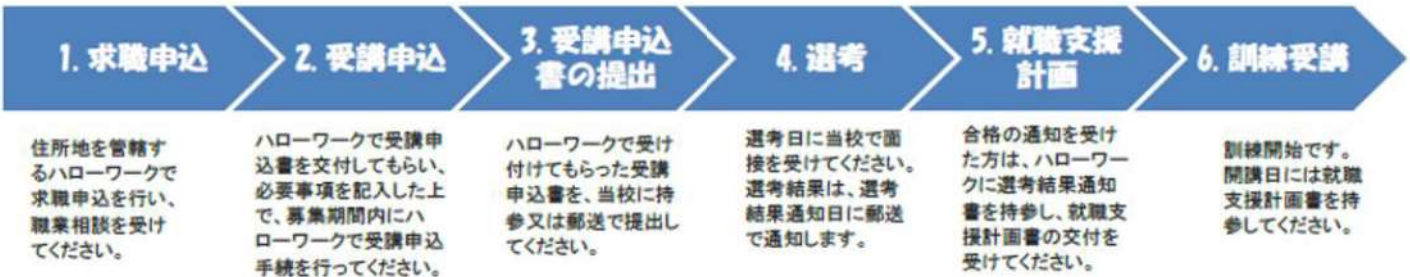 1. 求職申込
2. 受講申込
3. 受講申込
書の提出
4. 選考
5. 就職支援
計画
6. 訓練受講
住所地を管轄す
るハローワークで
求職申込を行い、
職業相談を受け
てください。
ハローワークで受講申
込書を交付してもらい、
必要事項を記入した上
で、募集期間内にハ
ローワークで受講申込
手続を行ってください。
ハローワークで受け
付けてもらった受講
申込書を、当校に持
参又は郵送で提出し
てください。
選考日に当校で面
接を受けてください。
選考結果は、選考
結果通知日に郵送
で通知します。
合格の通知を受け
た方は、ハローワー
クに選考結果通知
書を持参し、就職支
援計画書の交付を
受けてください。
訓練開始です。
開講日には就職
支援計画書を持
参してください。